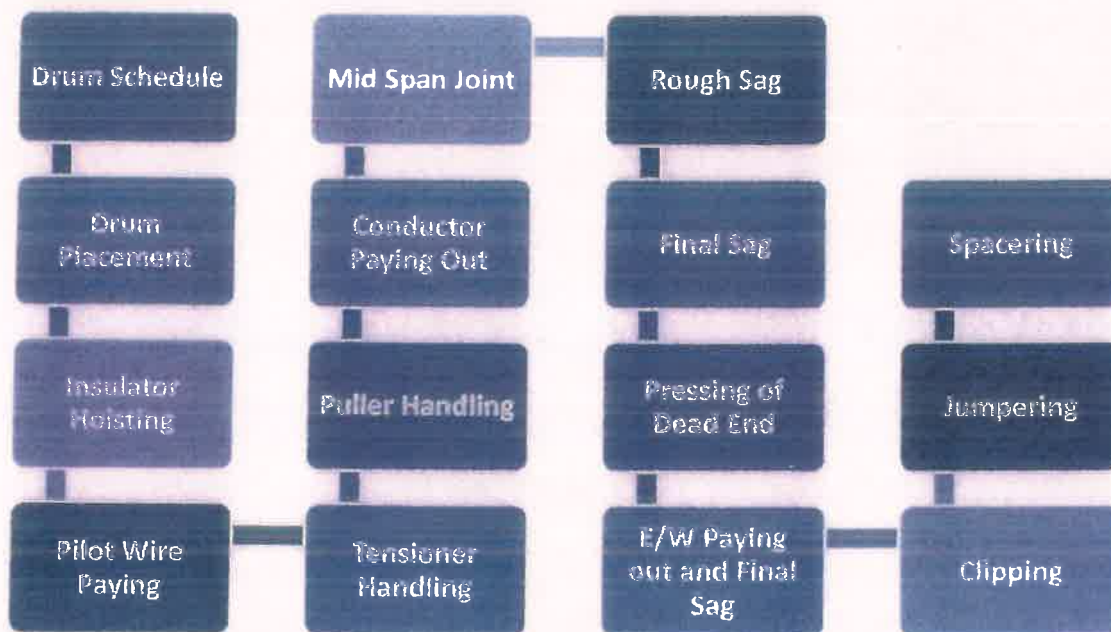 Drum Schedule
Drum
Placement
Insulator
Hoisting
Pilot Wire
Paying
Tensioner
Handling
Puller Handling
Conductor
Paying Out
Mid Span Joint
Rough Sag
Final Sag
Pressing of
Dead End
E/W Paying
out and Final
Sag
Clipping
Jumpering
Spacering